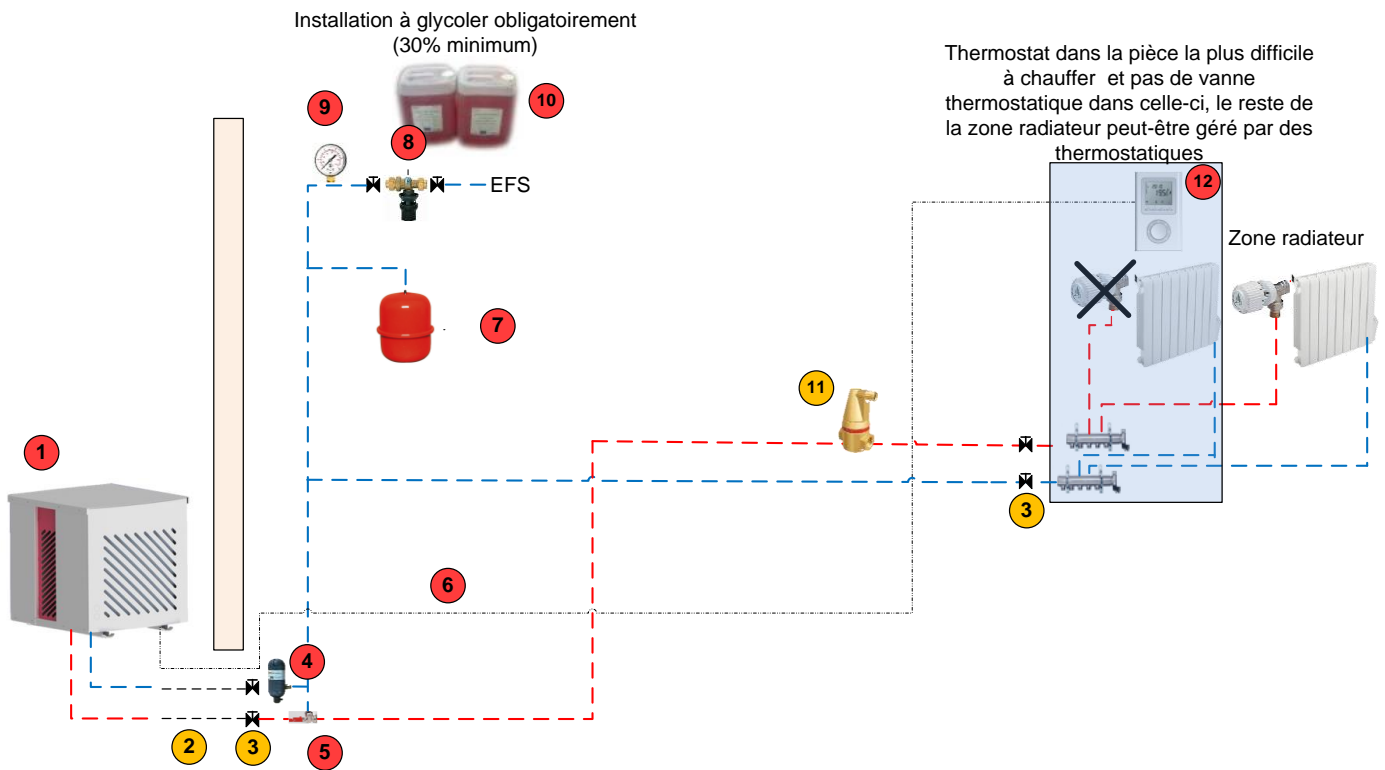 Installation à glycoler obligatoirement
(30% minimum)
Thermostat dans la pièce la plus difficile
à chauffer et pas de vanne
thermostatique dans celle-ci, le reste de
la zone radiateur peut-être géré par des
thermostatiques
9
10
8
EFS
12
Zone radiateur
7
11
1
3
6
4
2
3
5